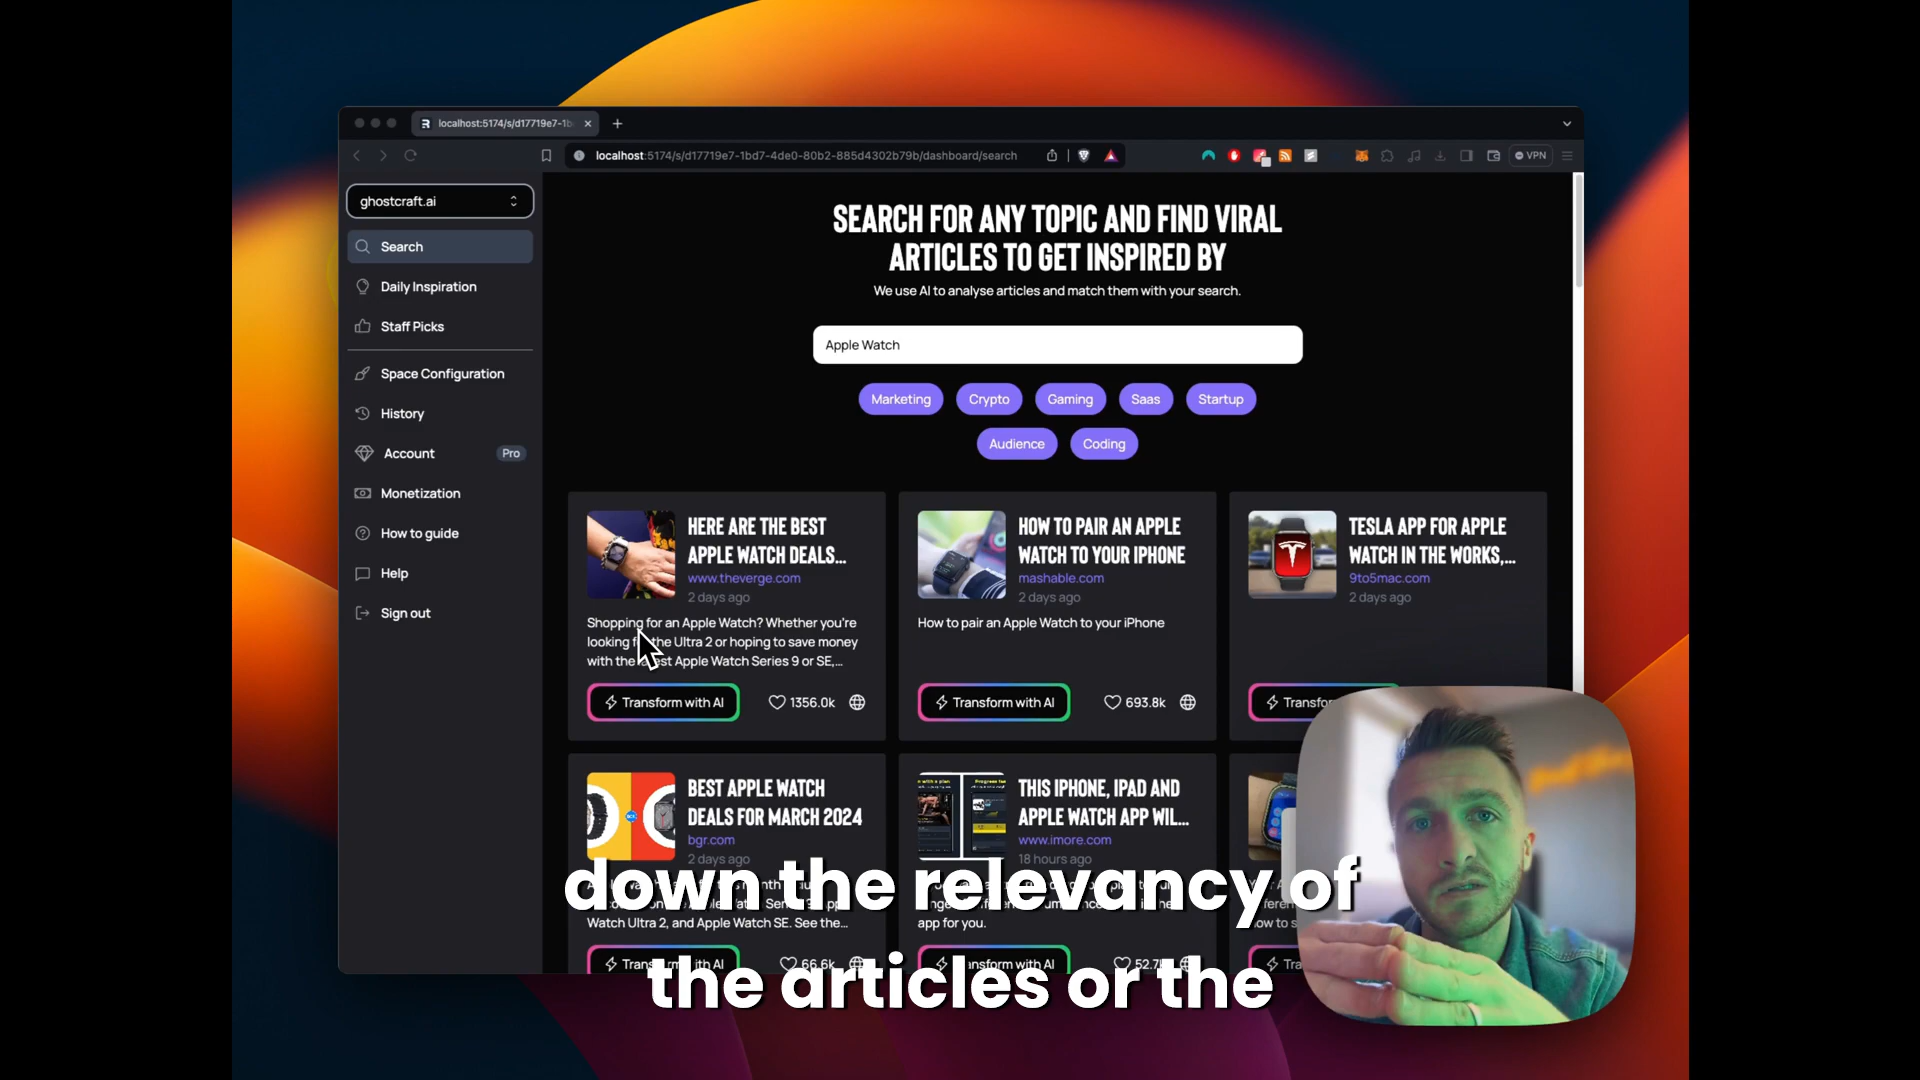 localhost:5174/s/d17719e7-1b
localhost:5174/s/d17719e7-1bd7-4de0-80b2-885d4302b79b/dashboard/search
VPN
ghostcraft.ai
Search
Daily Inspiration
Staff Picks
Space Configuration
History
Account
Pro
Monetization
How to guide
Help
Sign out
SEARCH FOR ANY TOPIC AND FIND VIRAL
ARTICLES TO GET INSPIRED BY
We use AI to analyse articles and match them with your search.
Apple Watch
Marketing
Crypto
Gaming
Saas
Startup
Audience
Coding
HERE ARE THE BEST
APPLE WATCH DEALS...
www.theverge.com
2 days ago
Shopping for an Apple Watch? Whether you're
looking the Ultra 2 or hoping to save money
with the Apple Watch Series 9 or SE,...
Transform with AI
1356.0k
HOW TO PAIR AN APPLE
WATCH TO YOUR IPHONE
mashable.com
2 days ago
How to pair an Apple Watch to your iPhone
Transform with AI
693.8k
TESLA APP FOR APPLE
WATCH IN THE WORKS,...
9to5mac.com
2 days ago
BEST APPLE WATCH
DEALS FOR MARCH 2024
bgr.com
2 days ago
Watch Ultra 2, and Apple Watch SE. See the...
with AI
66.6k
THIS IPHONE, IPAD AND
APPLE WATCH APP WIL...
www.imore.com
18 hours ago
app for you.
with AI
down the relevancy of
the articles or the